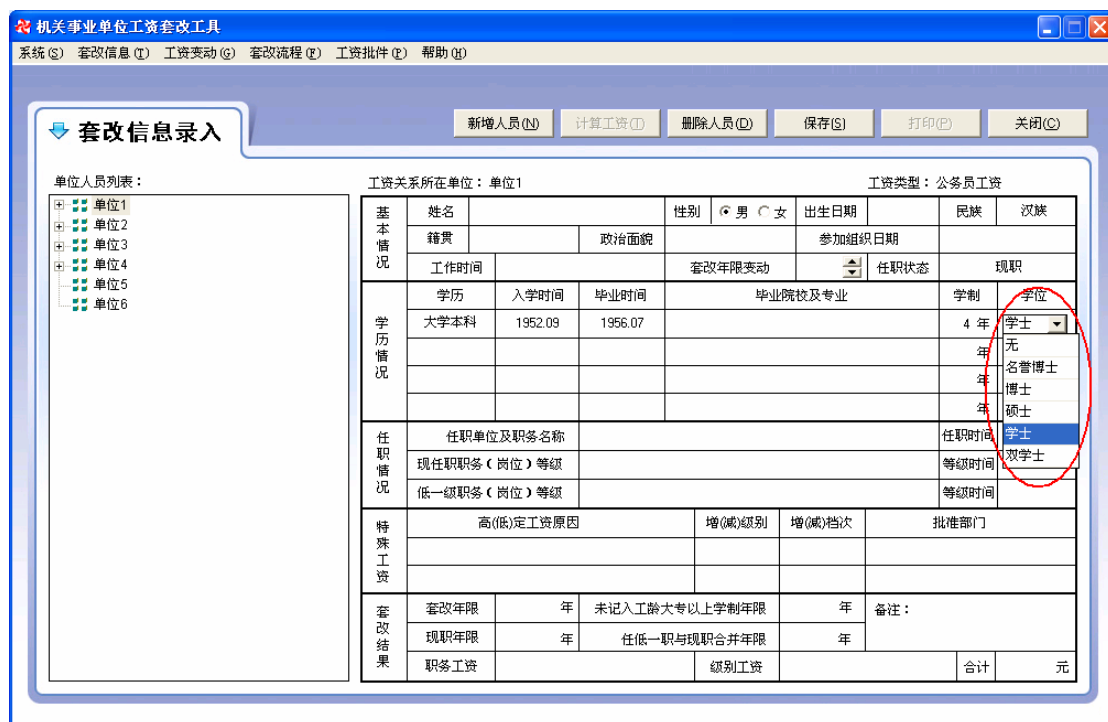 机关事业单位工资套改工具
系统(S) 套改信息(T) 工资变动(G) 套改流程(F) 工资批件(P) 帮助(H)
套改信息录入
新增人员(N) 计算工资(T) 删除人员(D) 保存(S) 打印(P) 关闭(C)
单位人员列表：
单位1
单位2
单位3
单位4
单位5
单位6
工资关系所在单位：单位1 工资类型：公务员工资
基本情况
姓名 性别 男 女 出生日期 民族 汉族
籍贯 政治面貌 参加组织日期
工作时间 套改年限变动 任职状态 现职
学历情况
学历 入学时间 毕业时间 毕业院校及专业 学制 学位
大学本科 1952.09 1956.07 4 年 学士
年
年
年
无
名誉博士
博士
硕士
学士
双学士
任职情况
任职单位及职务名称 任职时间
现任职职务(岗位)等级 等级时间
低一级职务(岗位)等级 等级时间
特殊工资
高(低)定工资原因 增(减)级别 增(减)档次 批准部门
套改结果
套改年限 年 未记入工龄大专以上学制年限 年 备注：
现职年限 年 任低一职与现职合并年限 年
职务工资 级别工资 合计 元